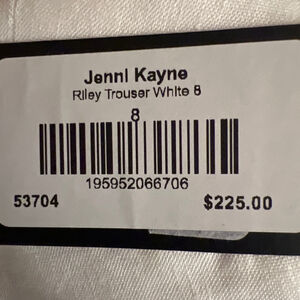 Jenni Kayne
Riley Trouser White 8
8
195952066706
53704 $225.00